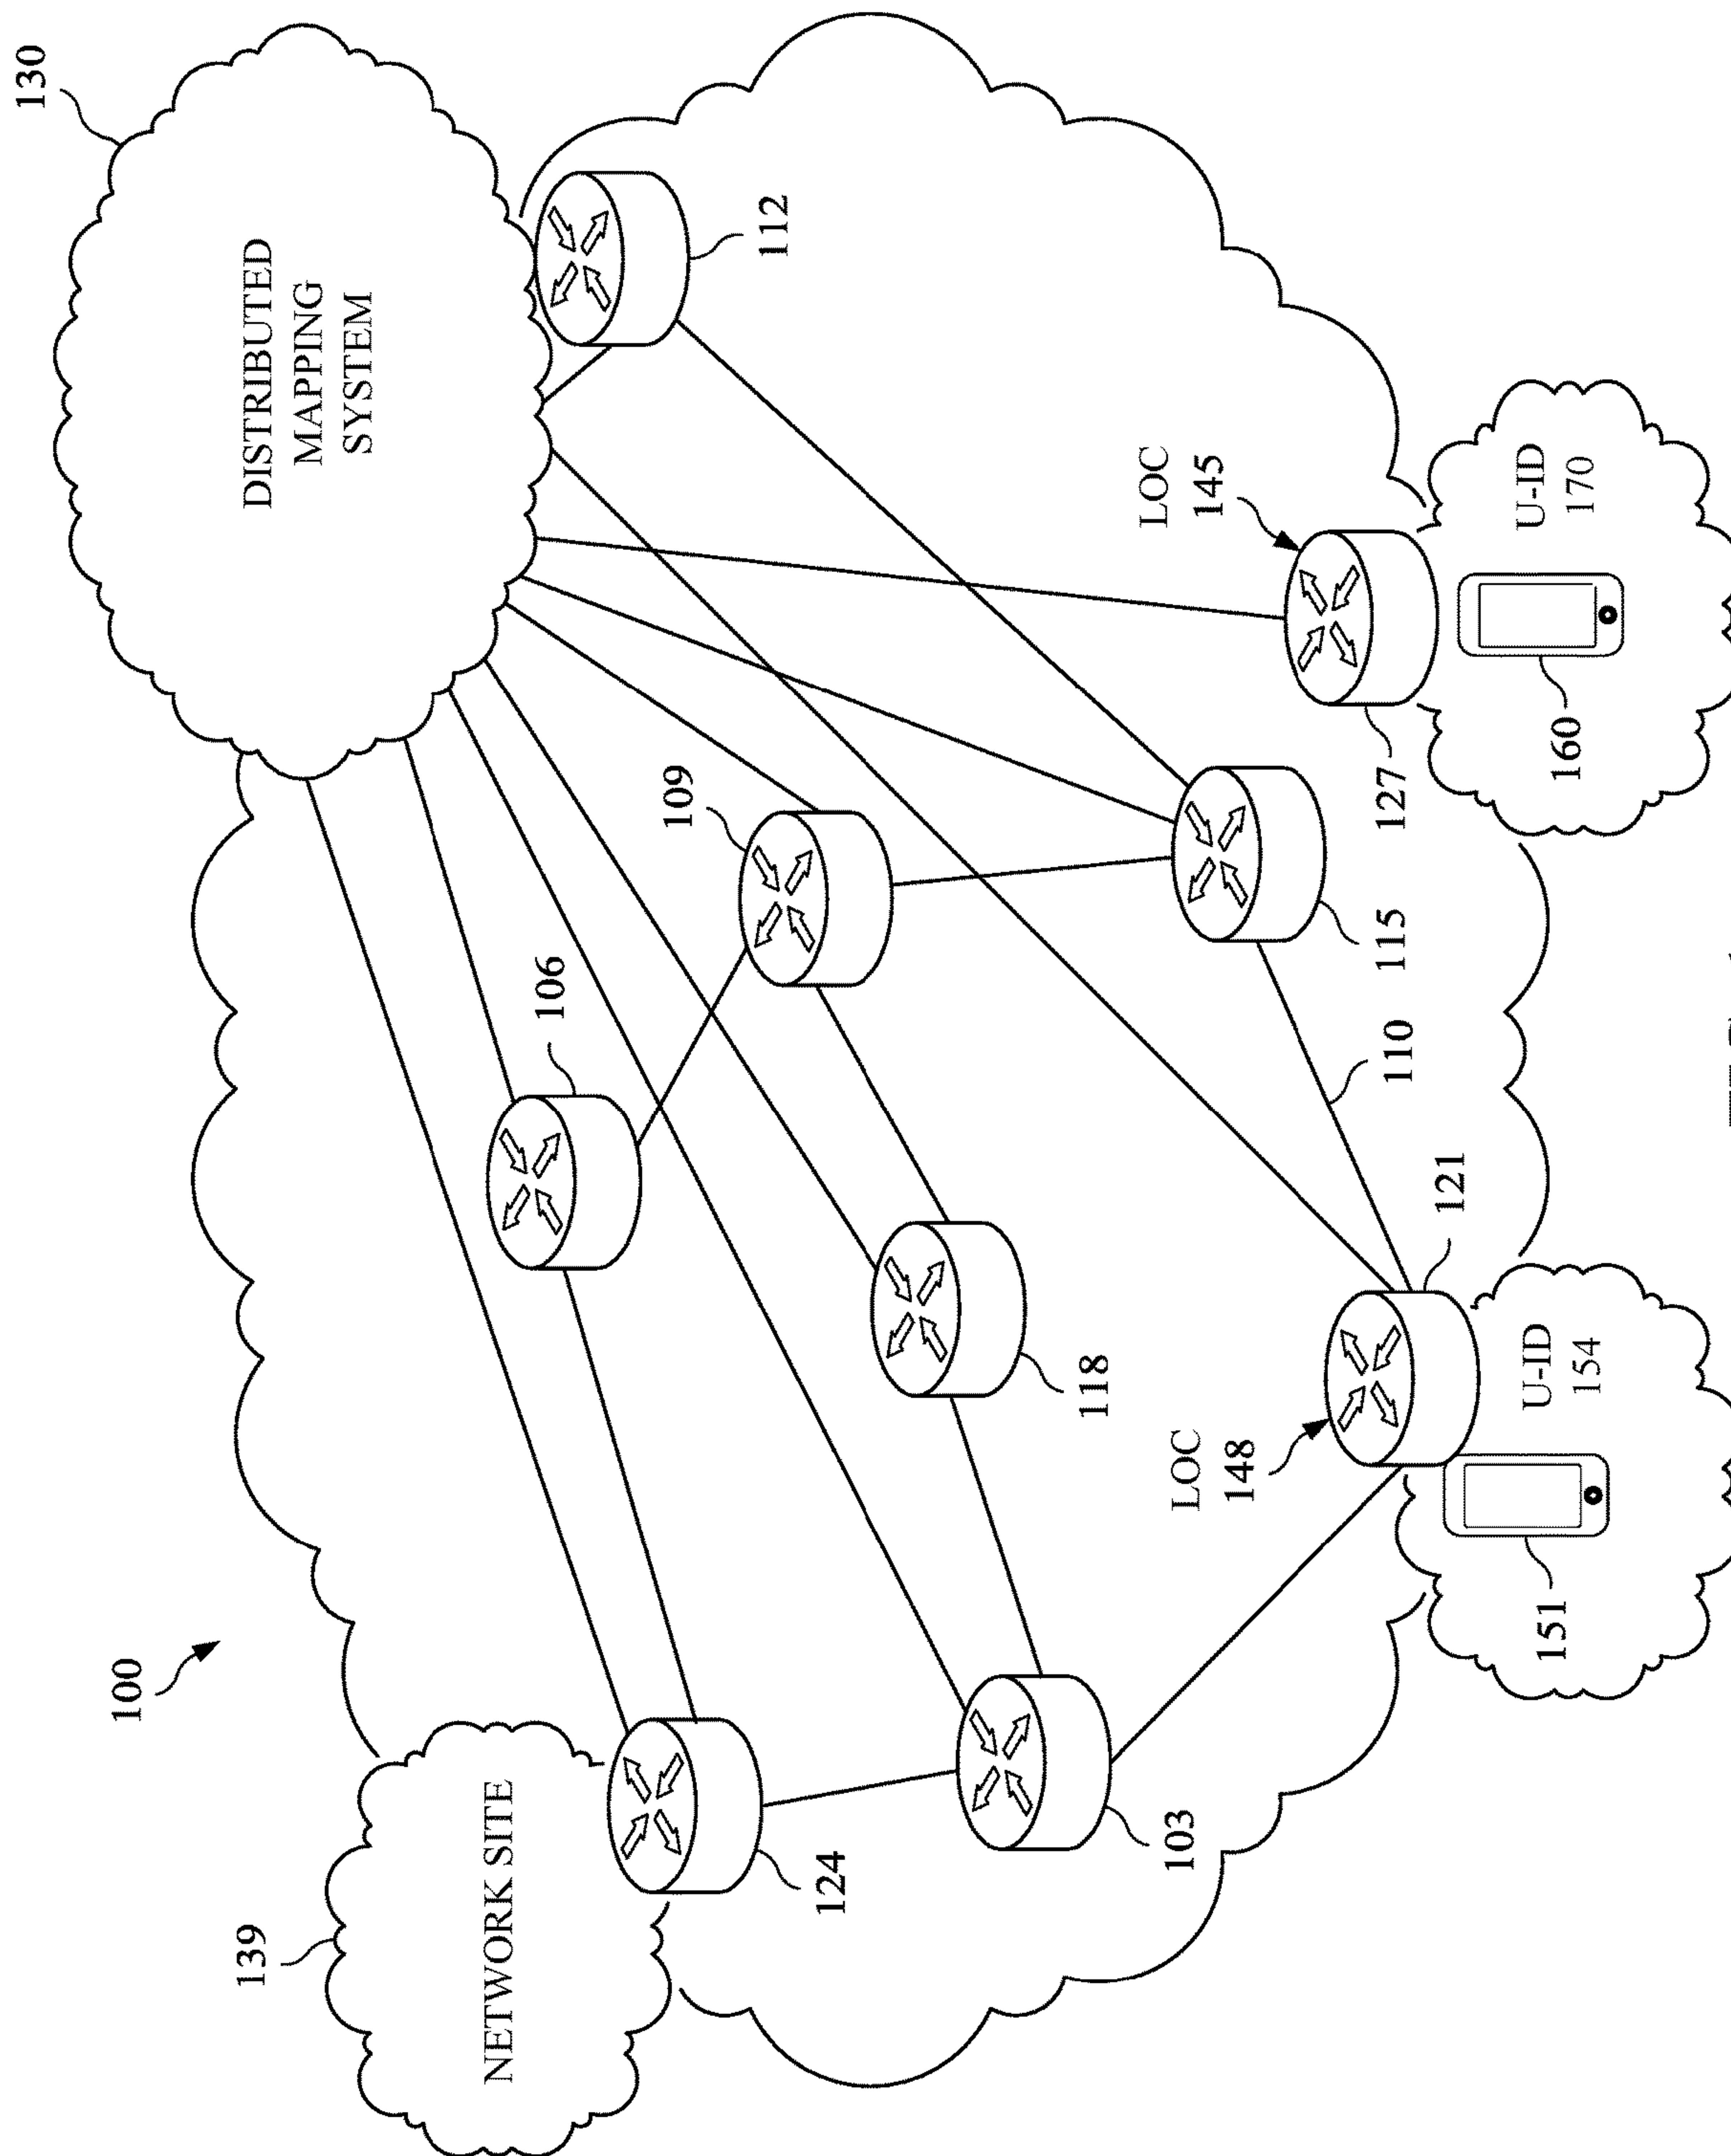 130
100
139
DISTRIBUTED
MAPPING
SYSTEM
NETWORK SITE
106
109
112
124
118
LOC
145
LOC
148
103
110
115
127
121
U-ID
154
U-ID
170
151
160